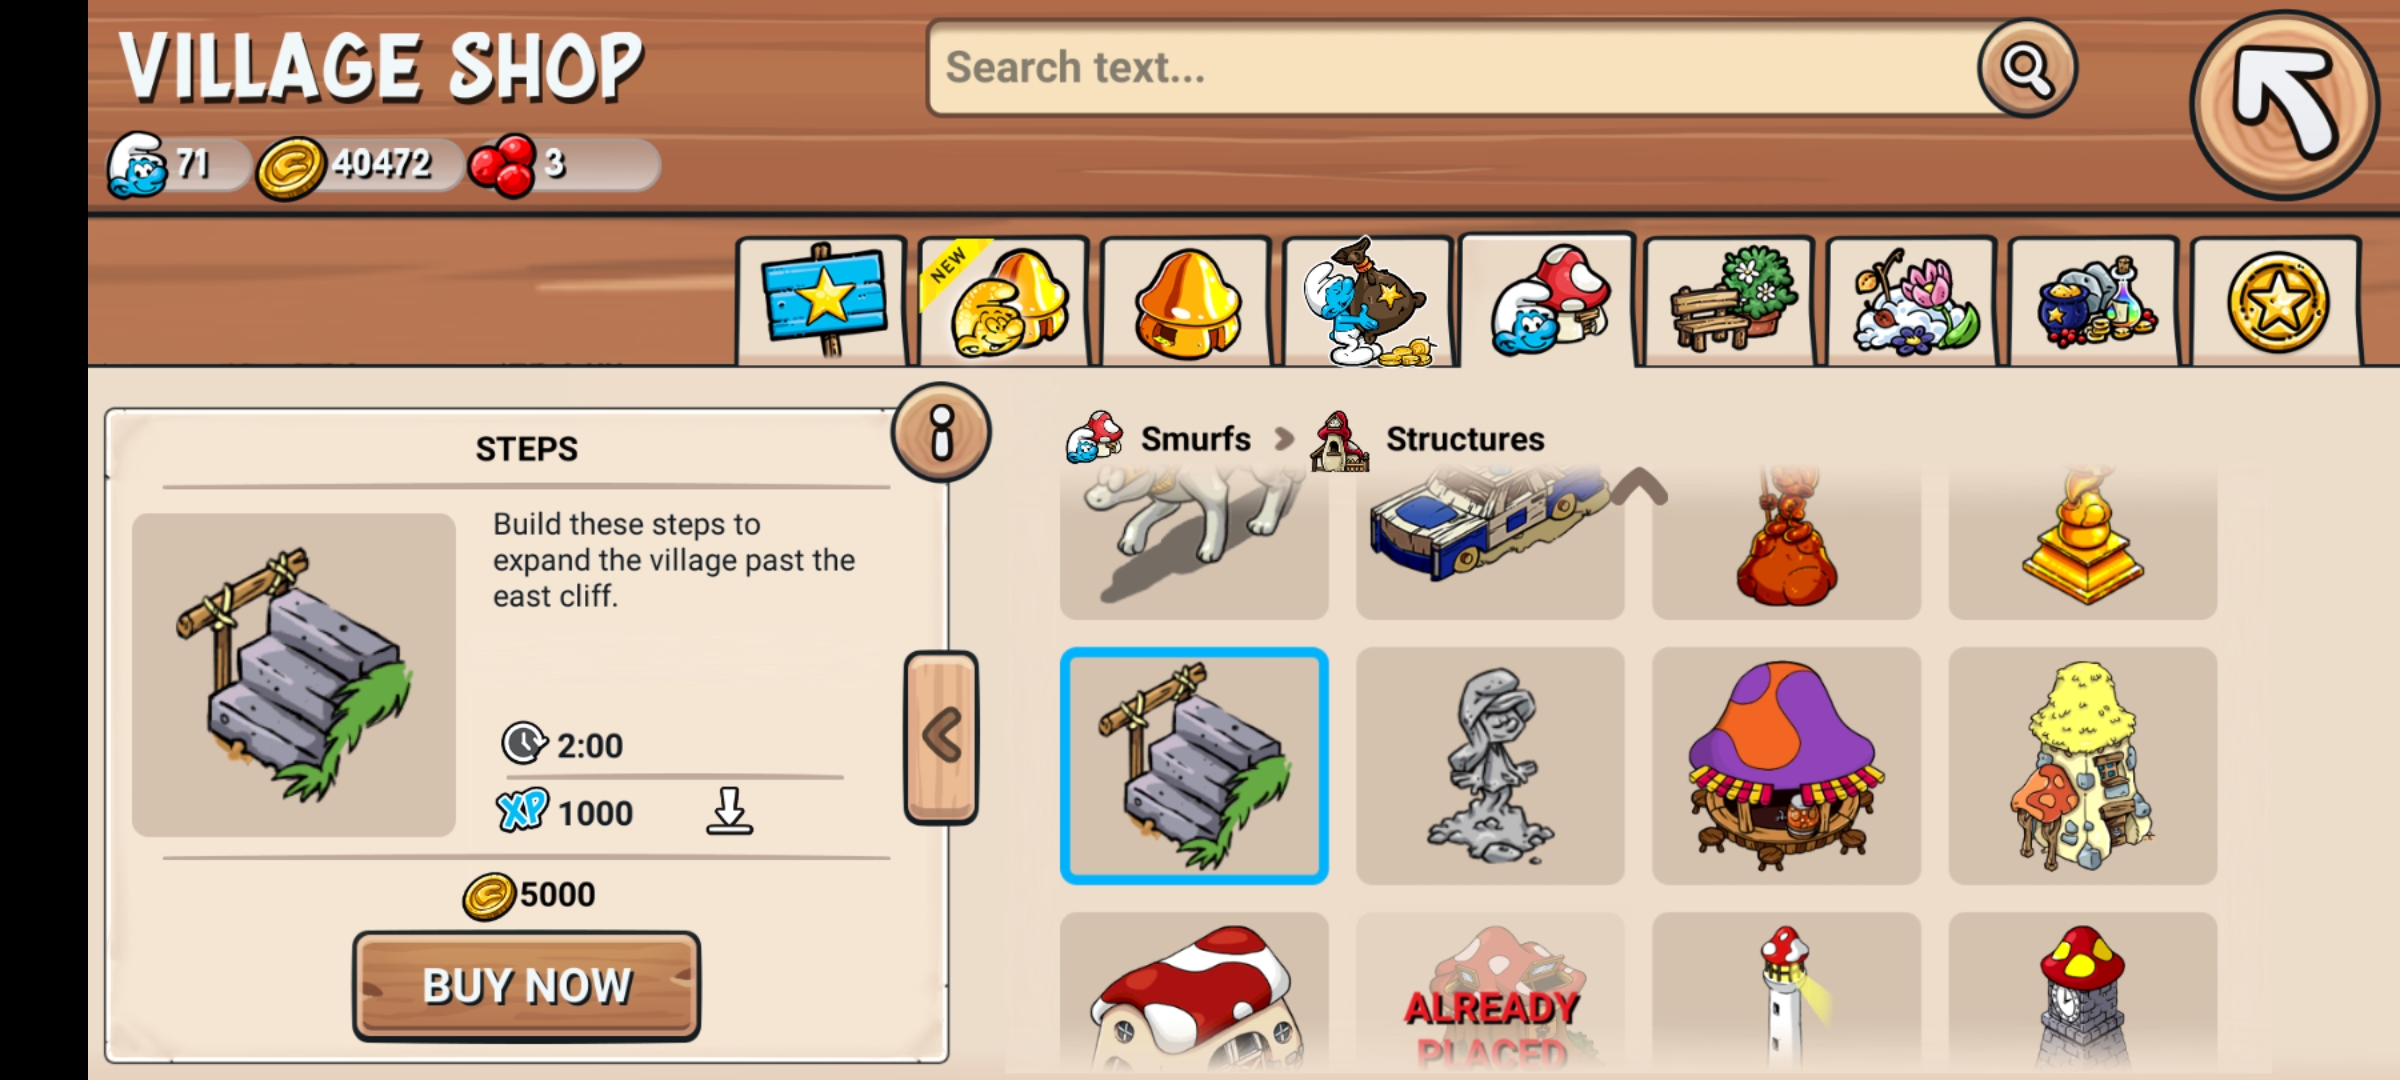 VILLAGE SHOP
Search text...
71
40472
3
NEW
STEPS
Build these steps to
expand the village past the
east cliff.
2:00
XP 1000
5000
BUY NOW
Smurfs
Structures
ALREADY
PLACED